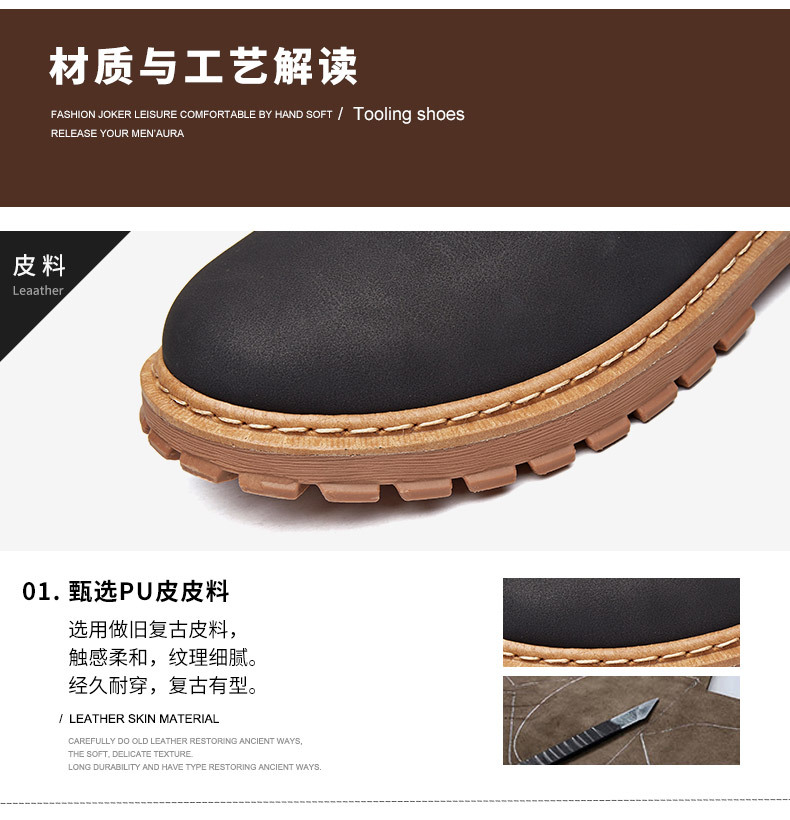 材质与工艺解读
FASHION JOKER LEISURE COMFORTABLE BY HAND SOFT / Tooling shoes
RELEASE YOUR MEN'AURA
皮料
Leaather
01. 甄选PU皮皮料
选用做旧复古皮料，
触感柔和，纹理细腻。
经久耐穿，复古有型。
/ LEATHER SKIN MATERIAL
CAREFULLY DO OLD LEATHER RESTORING ANCIENT WAYS,
THE SOFT, DELICATE TEXTURE.
LONG DURABILITY AND HAVE TYPE RESTORING ANCIENT WAYS.